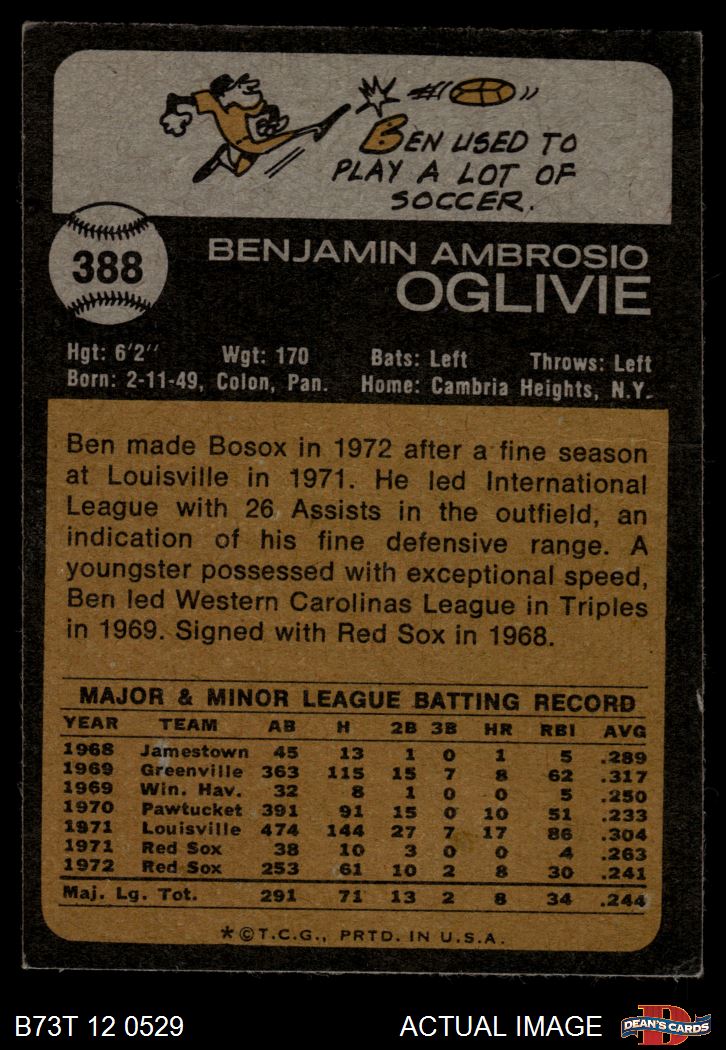 BEN USED TO
PLAY A LOT OF
SOCCER.
388
BENJAMIN AMBROSIO
OGLIVIE
Hgt: 6'2" Wgt: 170 Bats: Left Throws: Left
Born: 2-11-49, Colon, Pan. Home: Cambria Heights, N.Y.
Ben made Bosox in 1972 after a fine season
at Louisville in 1971. He led International
League with 26 Assists in the outfield, an
indication of his fine defensive range. A
youngster possessed with exceptional speed,
Ben led Western Carolinas League in Triples
in 1969. Signed with Red Sox in 1968.
MAJOR & MINOR LEAGUE BATTING RECORD
YEAR TEAM AB H 2B 3B HR RBI AVG
1968 Jamestown 45 13 1 0 1 5 .289
1969 Greenville 363 115 15 7 8 62 .317
1969 Win. Hav. 32 8 1 0 0 5 .250
1970 Pawtucket 391 91 15 0 10 51 .233
1971 Louisville 474 144 27 7 17 86 .304
1971 Red Sox 38 10 3 0 0 4 .263
1972 Red Sox 253 61 10 2 8 30 .241
Maj. Lg. Tot. 291 71 13 2 8 34 .244
*©T.C.G., PRTD. IN U.S.A.
B73T 12 0529 ACTUAL IMAGE
D
DEAN'S CARDS